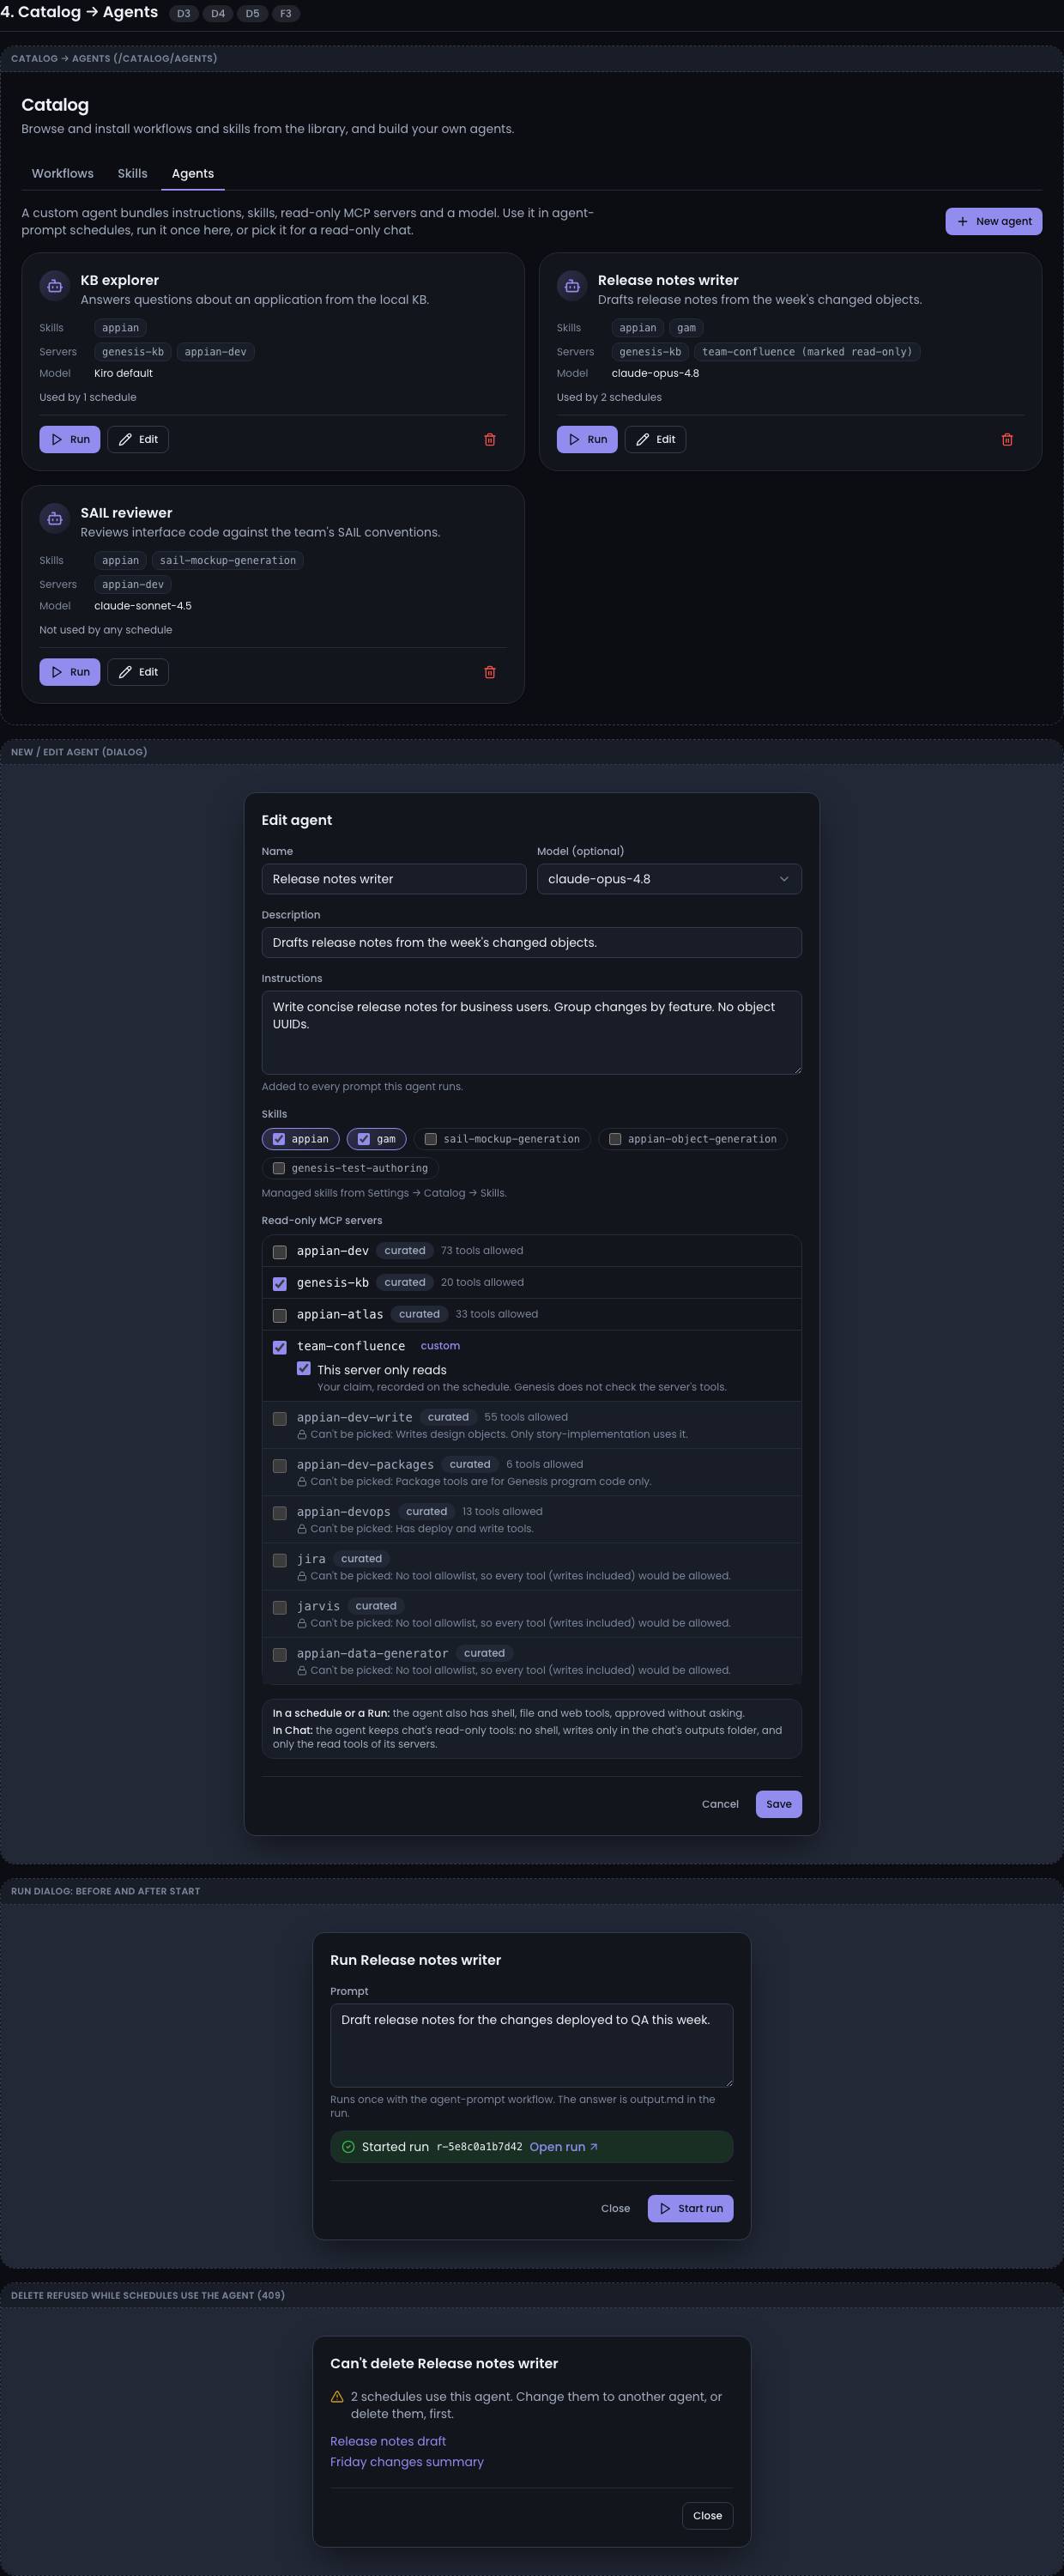 4. Catalog → Agents D3 D4 D5 F3
CATALOG → AGENTS (/CATALOG/AGENTS)
Catalog
Browse and install workflows and skills from the library, and build your own agents.
Workflows Skills Agents
A custom agent bundles instructions, skills, read-only MCP servers and a model. Use it in agent-
prompt schedules, run it once here, or pick it for a read-only chat.
New agent
KB explorer
Answers questions about an application from the local KB.
Skills appian
Servers genesis-kb appian-dev
Model Kiro default
Used by 1 schedule
Run Edit
Release notes writer
Drafts release notes from the week's changed objects.
Skills appian gam
Servers genesis-kb team-confluence (marked read-only)
Model claude-opus-4.8
Used by 2 schedules
Run Edit
SAIL reviewer
Reviews interface code against the team's SAIL conventions.
Skills appian sail-mockup-generation
Servers appian-dev
Model claude-sonnet-4.5
Not used by any schedule
Run Edit
NEW / EDIT AGENT (DIALOG)
Edit agent
Name Model (optional)
Release notes writer claude-opus-4.8
Description
Drafts release notes from the week's changed objects.
Instructions
Write concise release notes for business users. Group changes by feature. No object
UUIDs.
Added to every prompt this agent runs.
Skills
appian gam sail-mockup-generation appian-object-generation
genesis-test-authoring
Managed skills from Settings → Catalog → Skills.
Read-only MCP servers
appian-dev curated 73 tools allowed
genesis-kb curated 20 tools allowed
appian-atlas curated 33 tools allowed
team-confluence custom
This server only reads
Your claim, recorded on the schedule. Genesis does not check the server's tools.
appian-dev-write curated 55 tools allowed
Can't be picked: Writes design objects. Only story-implementation uses it.
appian-dev-packages curated 6 tools allowed
Can't be picked: Package tools are for Genesis program code only.
appian-devops curated 13 tools allowed
Can't be picked: Has deploy and write tools.
jira curated
Can't be picked: No tool allowlist, so every tool (writes included) would be allowed.
jarvis curated
Can't be picked: No tool allowlist, so every tool (writes included) would be allowed.
appian-data-generator curated
Can't be picked: No tool allowlist, so every tool (writes included) would be allowed.
In a schedule or a Run: the agent also has shell, file and web tools, approved without asking.
In Chat: the agent keeps chat's read-only tools: no shell, writes only in the chat's outputs folder, and
only the read tools of its servers.
Cancel Save
RUN DIALOG: BEFORE AND AFTER START
Run Release notes writer
Prompt
Draft release notes for the changes deployed to QA this week.
Runs once with the agent-prompt workflow. The answer is output.md in the
run.
Started run r-5e8c0a1b7d42 Open run ↗
Close Start run
DELETE REFUSED WHILE SCHEDULES USE THE AGENT (409)
Can't delete Release notes writer
2 schedules use this agent. Change them to another agent, or
delete them, first.
Release notes draft
Friday changes summary
Close